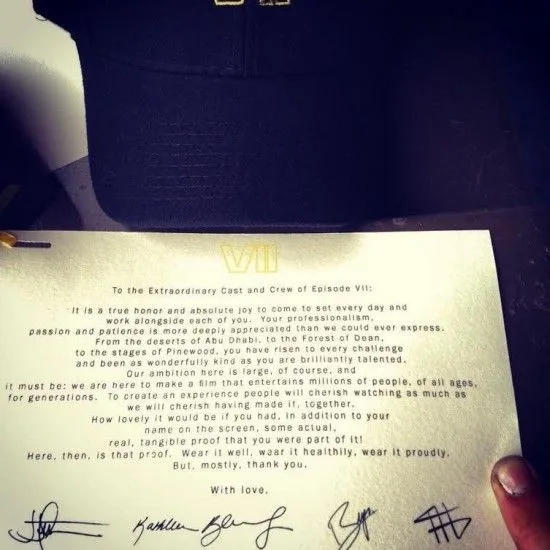 VII
VII
To the Extraordinary Cast and Crew of Episode VII:
It is a true honor and absolute joy to come to set every day and
work alongside each of you. Your professionalism,
passion and patience is more deeply appreciated than we could ever express.
From the deserts of Abu Dhabi, to the Forest of Dean,
to the stages of Pinewood, you have risen to every challenge
and been as wonderfully kind as you are brilliantly talented.
Our ambition here is large, of course, and
it must be: we are here to make a film that entertains millions of people, of all ages,
for generations. To create an experience people will cherish watching as much as
we will cherish having made it, together.
How lovely it would be if you had, in addition to your
name on the screen, some actual,
real, tangible proof that you were part of it!
Here, then, is that proof. Wear it well, wear it healthily, wear it proudly.
But, mostly, thank you.
With love,
Kathleen